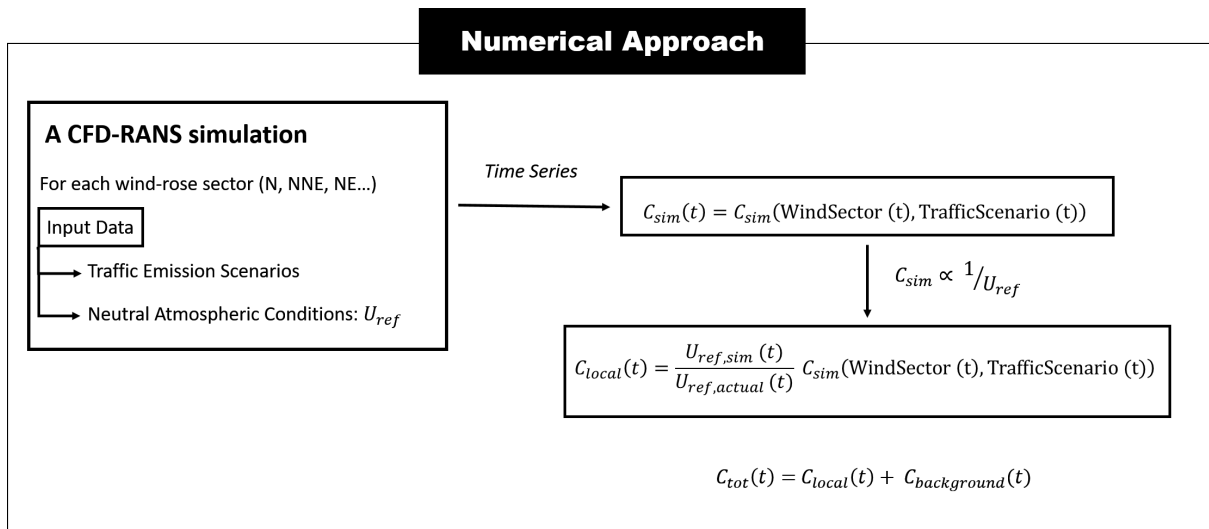 Numerical Approach
A CFD-RANS simulation
For each wind-rose sector (N, NNE, NE...)
Input Data
Traffic Emission Scenarios
Neutral Atmospheric Conditions: U_ref
Time Series
C_sim(t) = C_sim(WindSector (t), TrafficScenario (t))
C_sim ∝ 1/U_ref
C_local(t) = U_ref,sim (t) / U_ref,actual (t) C_sim(WindSector (t), TrafficScenario (t))
C_tot(t) = C_local(t) + C_background(t)